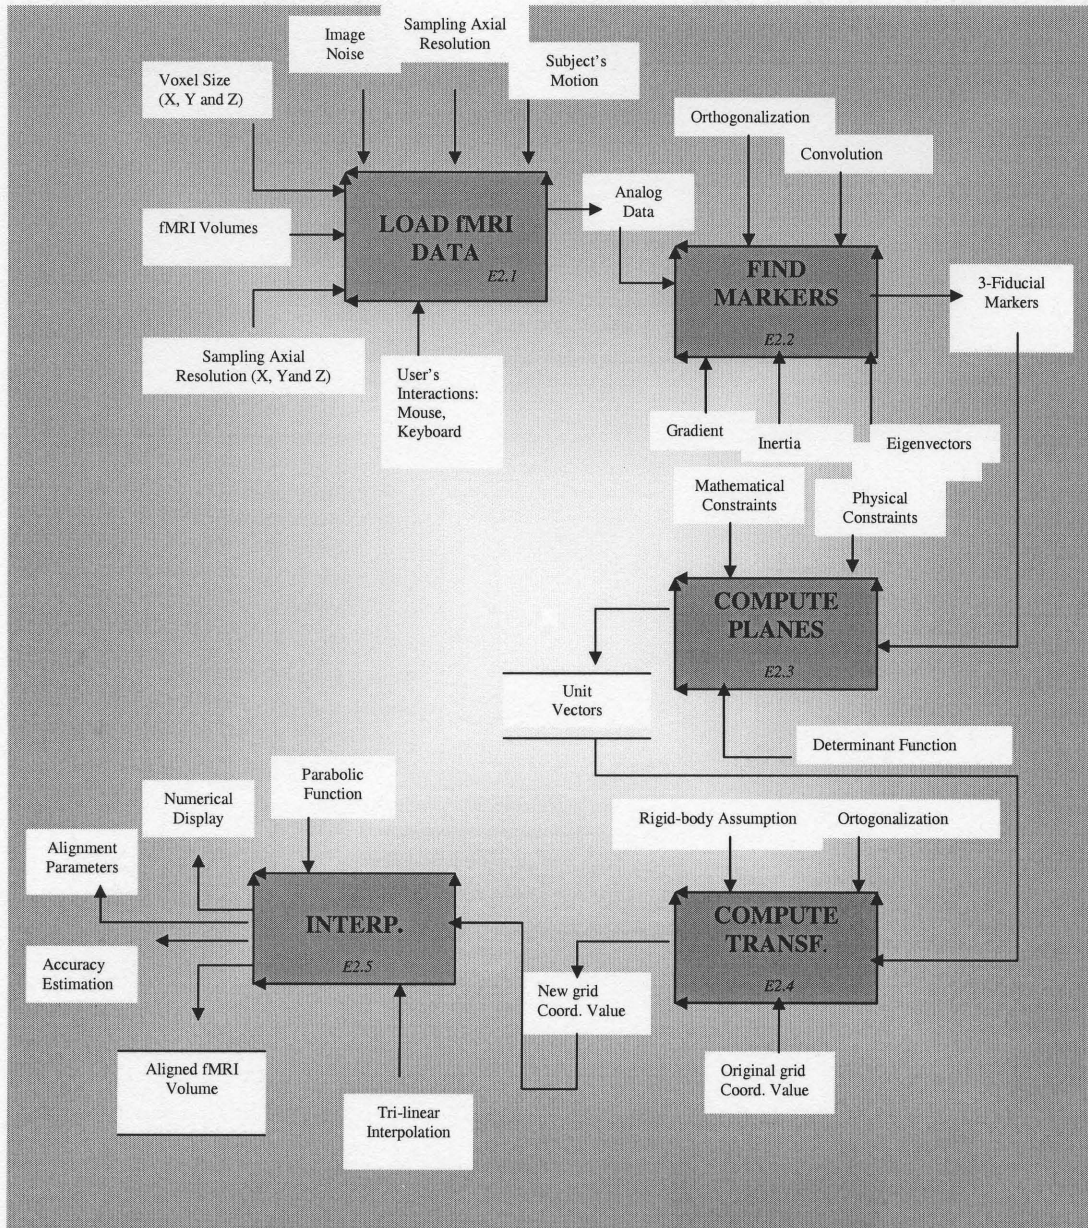 Sampling Axial
Resolution
Image
Noise
Subject's
Motion
Voxel Size
(X, Y and Z)
Orthogonalization
Convolution
fMRI Volumes
LOAD fMRI
DATA
E2.1
Analog
Data
FIND
MARKERS
E2.2
3-Fiducial
Markers
Sampling Axial
Resolution (X, Yand Z)
User's
Interactions:
Mouse,
Keyboard
Gradient
Inertia
Eigenvectors
Mathematical
Constraints
Physical
Constraints
COMPUTE
PLANES
E2.3
Unit
Vectors
Determinant Function
Parabolic
Function
Numerical
Display
Alignment
Parameters
Rigid-body Assumption
Ortogonalization
INTERP.
E2.5
COMPUTE
TRANSF.
E2.4
Accuracy
Estimation
New grid
Coord. Value
Aligned fMRI
Volume
Tri-linear
Interpolation
Original grid
Coord. Value